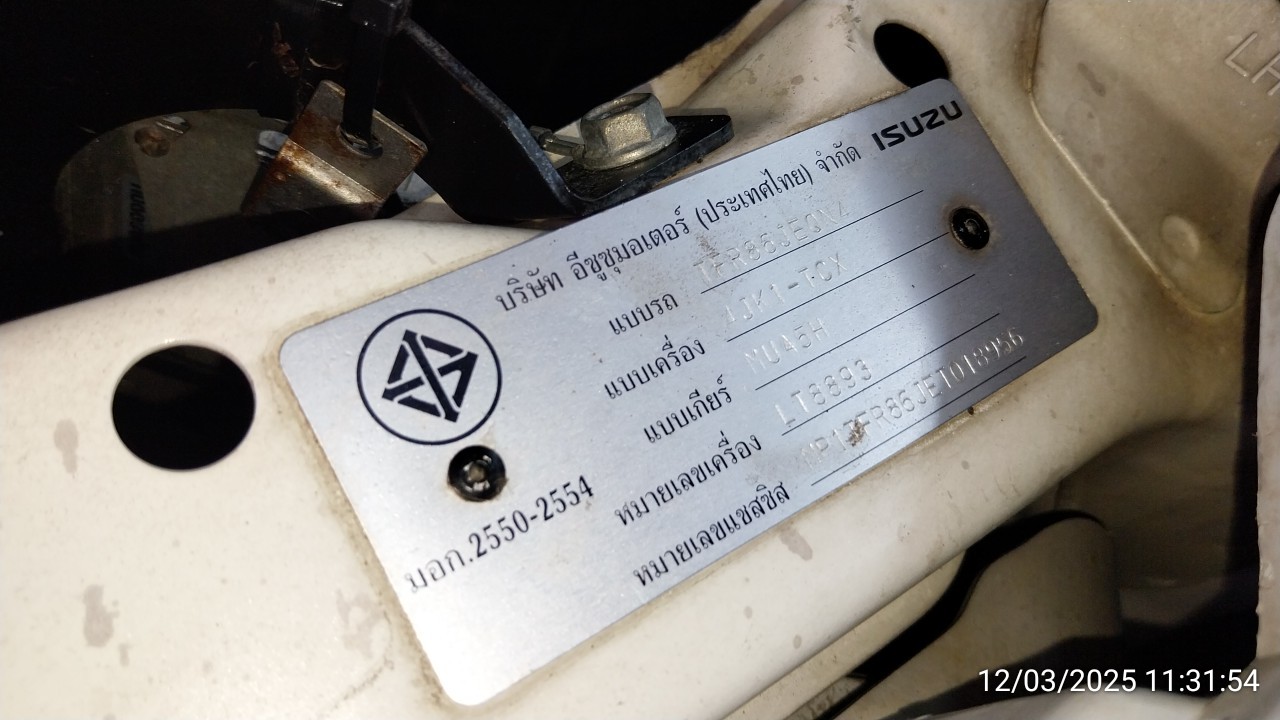 ISUZU
บริษัท อีซูซุมอเตอร์ (ประเทศไทย) จำกัด
แบบรถ TFR86JEQNZ
แบบเครื่อง 4JK1-TCX
แบบเกียร์ MUA5H
หมายเลขเครื่อง LT8893
หมายเลขแชสซิส MP1TFR86JET018956
มอก.2550-2554
12/03/2025 11:31:54